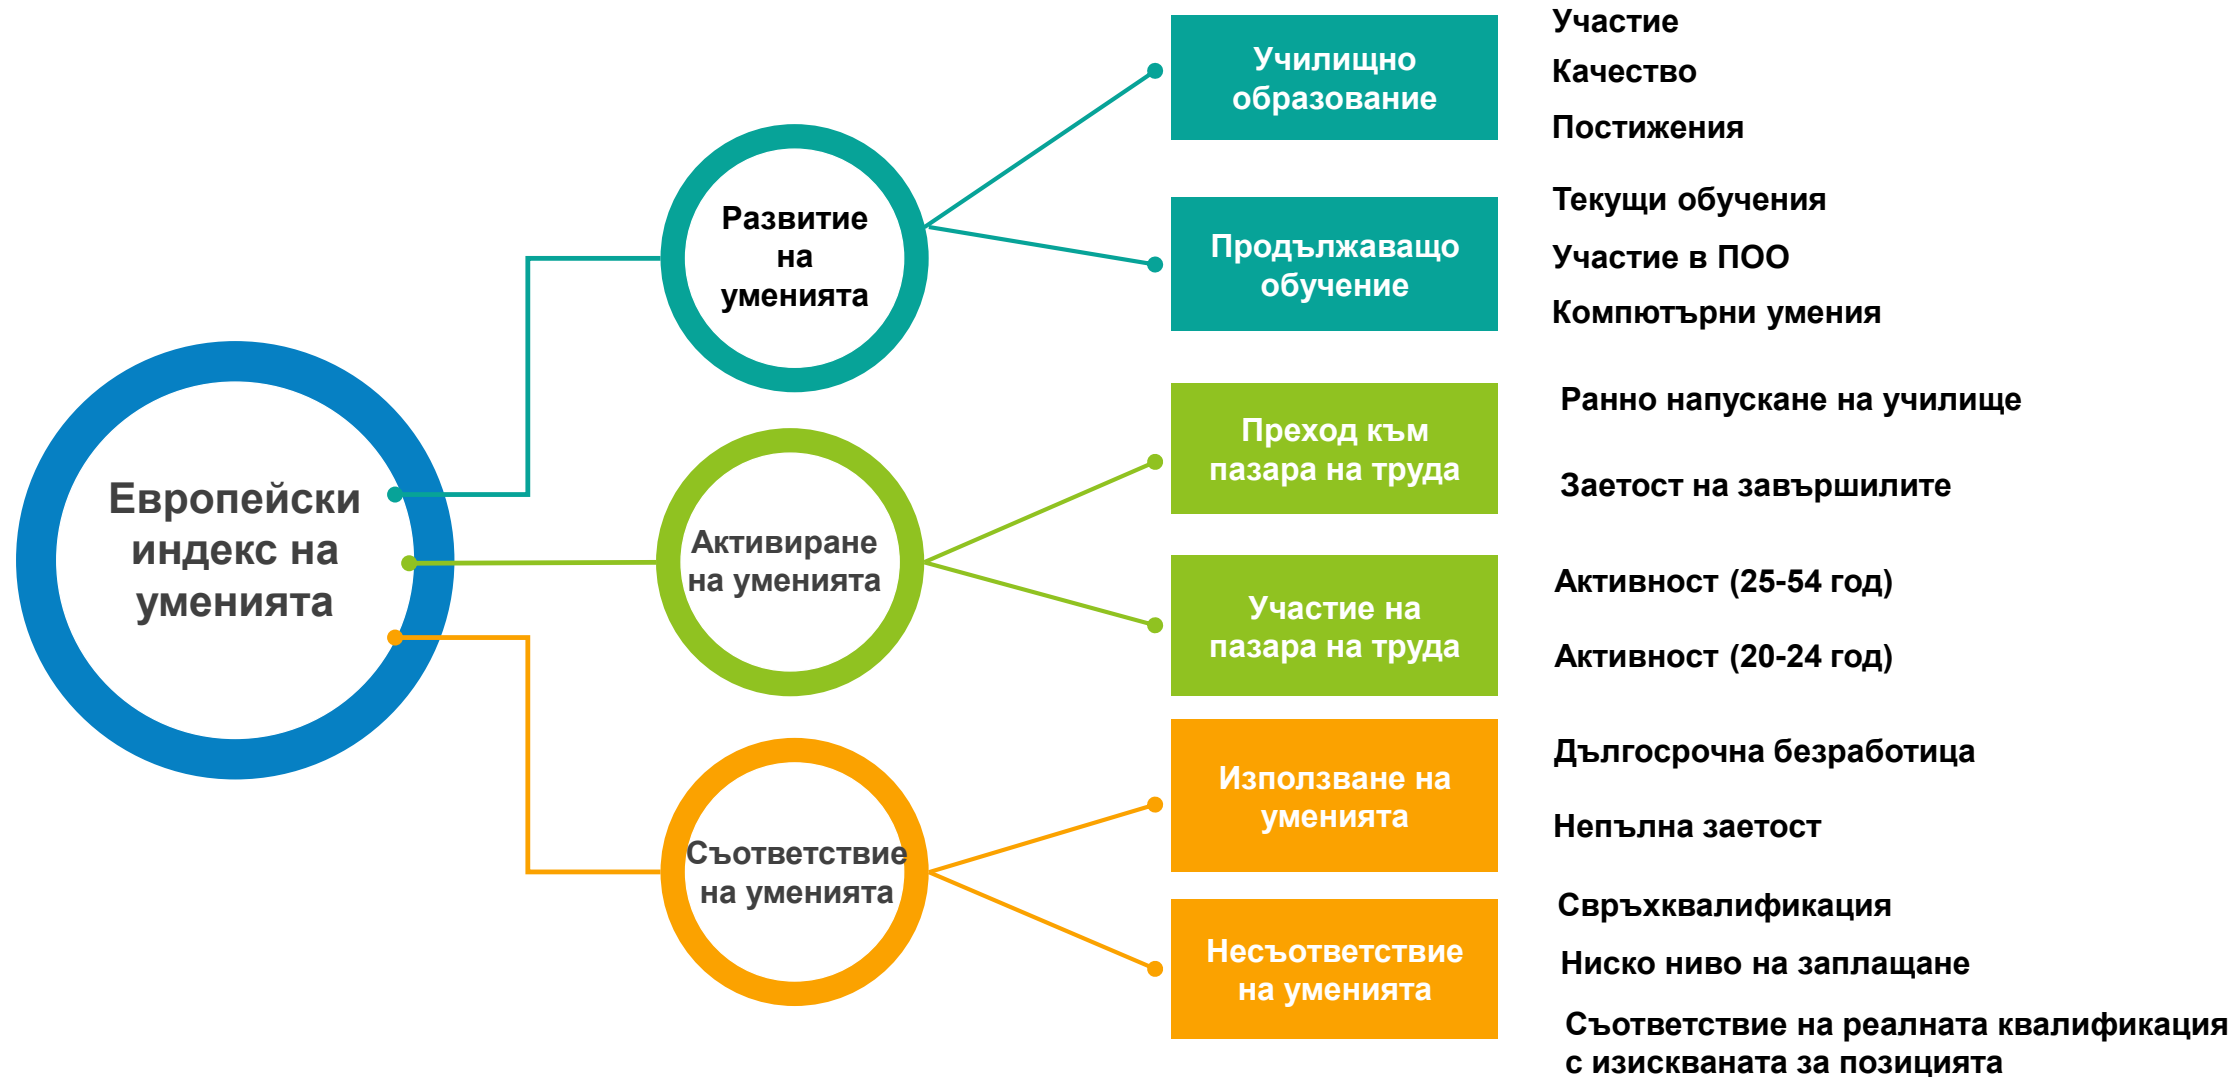 Европейски
индекс на
уменията
Развитие
на
уменията
Училищно
образование
Участие
Качество
Постижения
Продължаващо
обучение
Текущи обучения
Участие в ПОО
Компютърни умения
Активиране
на уменията
Преход към
пазара на труда
Ранно напускане на училище
Заетост на завършилите
Участие на
пазара на труда
Активност (25-54 год)
Активност (20-24 год)
Съответствие
на уменията
Използване на
уменията
Дългосрочна безработица
Непълна заетост
Несъответствие
на уменията
Свръхквалификация
Ниско ниво на заплащане
Съответствие на реалната квалификация
с изискваната за позицията